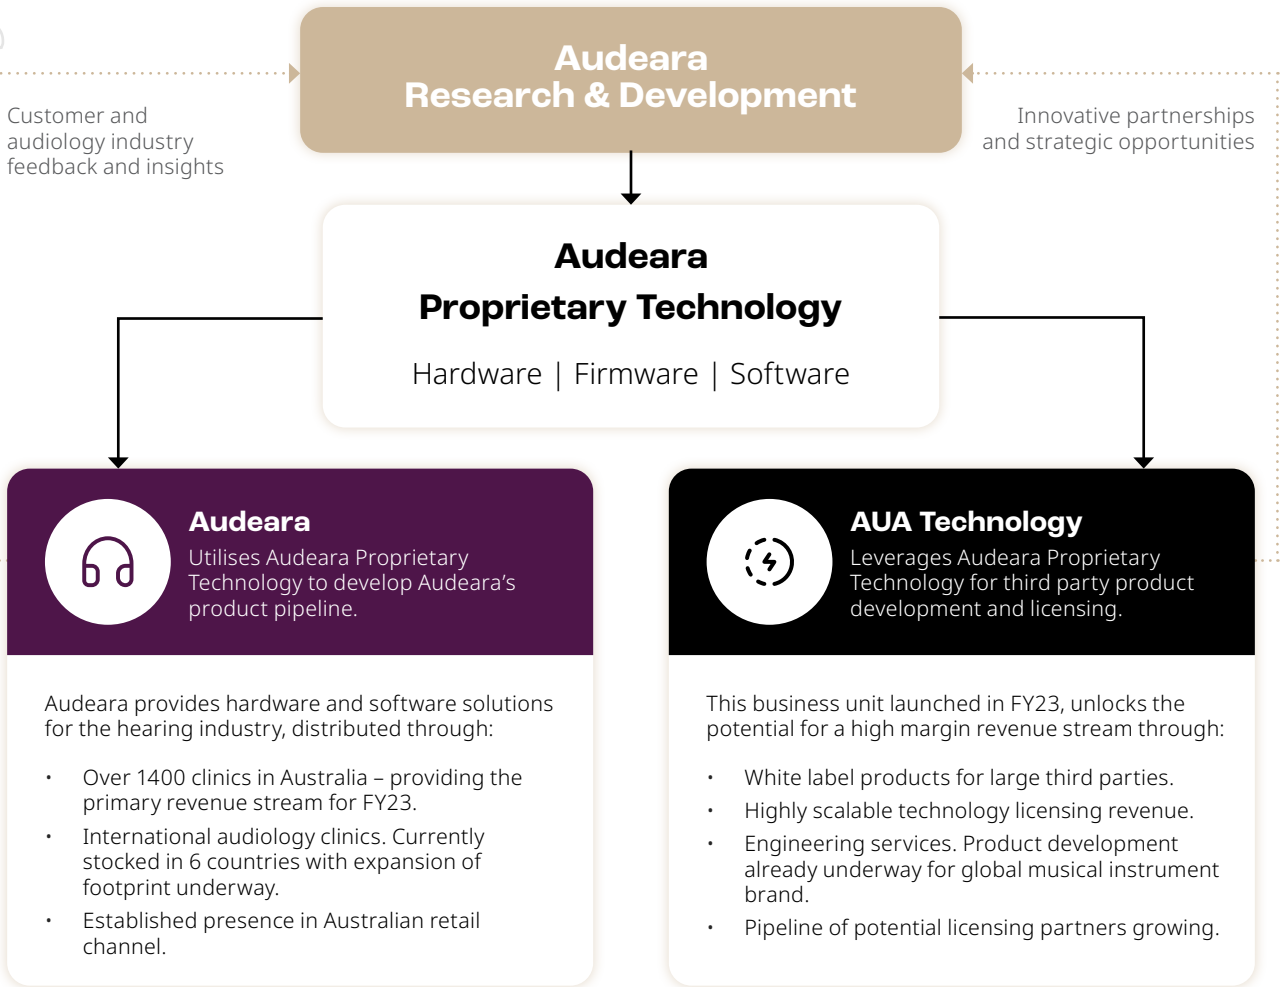 Audeara
Research & Development
Customer and
audiology industry
feedback and insights
Innovative partnerships
and strategic opportunities
Audeara
Proprietary Technology
Hardware | Firmware | Software
Audeara
Utilises Audeara Proprietary
Technology to develop Audeara’s
product pipeline.
Audeara provides hardware and software solutions
for the hearing industry, distributed through:
• Over 1400 clinics in Australia – providing the
primary revenue stream for FY23.
• International audiology clinics. Currently
stocked in 6 countries with expansion of
footprint underway.
• Established presence in Australian retail
channel.
AUA Technology
Leverages Audeara Proprietary
Technology for third party product
development and licensing.
This business unit launched in FY23, unlocks the
potential for a high margin revenue stream through:
• White label products for large third parties.
• Highly scalable technology licensing revenue.
• Engineering services. Product development
already underway for global musical instrument
brand.
• Pipeline of potential licensing partners growing.